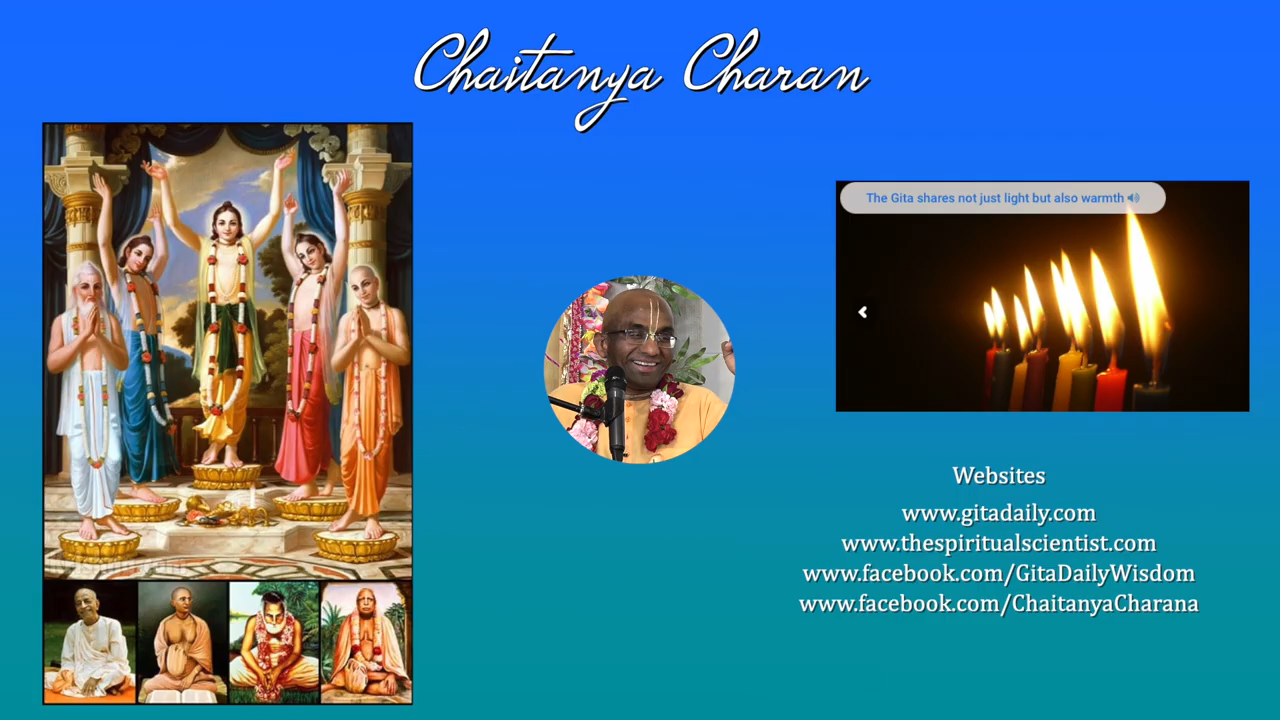 Chaitanya Charan
The Gita shares not just light but also warmth
Websites
www.gitadaily.com
www.thespiritualscientist.com
www.facebook.com/GitaDailyWisdom
www.facebook.com/ChaitanyaCharana